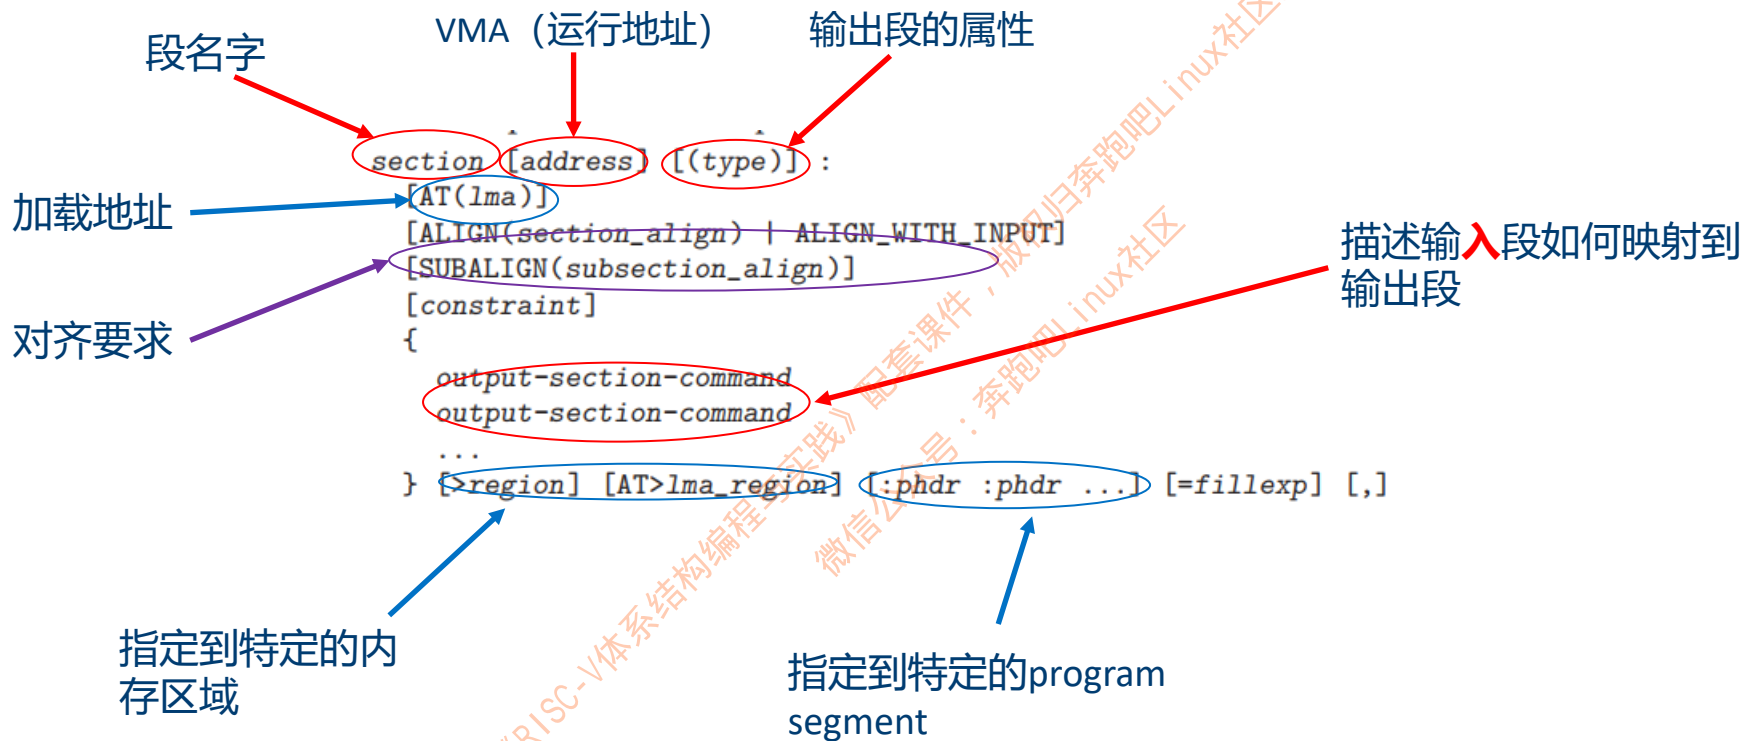 段名字
VMA（运行地址）
输出段的属性
section [address] [(type)] :
加载地址
[AT(lma)]
[ALIGN(section_align) | ALIGN_WITH_INPUT]
[SUBALIGN(subsection_align)]
描述输入段如何映射到
输出段
[constraint]
对齐要求
{
output-section-command
output-section-command
...
} [>region] [AT>lma_region] [:phdr :phdr ...] [=fillexp] [,]
指定到特定的内
存区域
指定到特定的program
segment
《RISC-V体系结构编程与实践》配套课件，版权归奔跑吧Linux社区
微信公众号：奔跑吧Linux社区